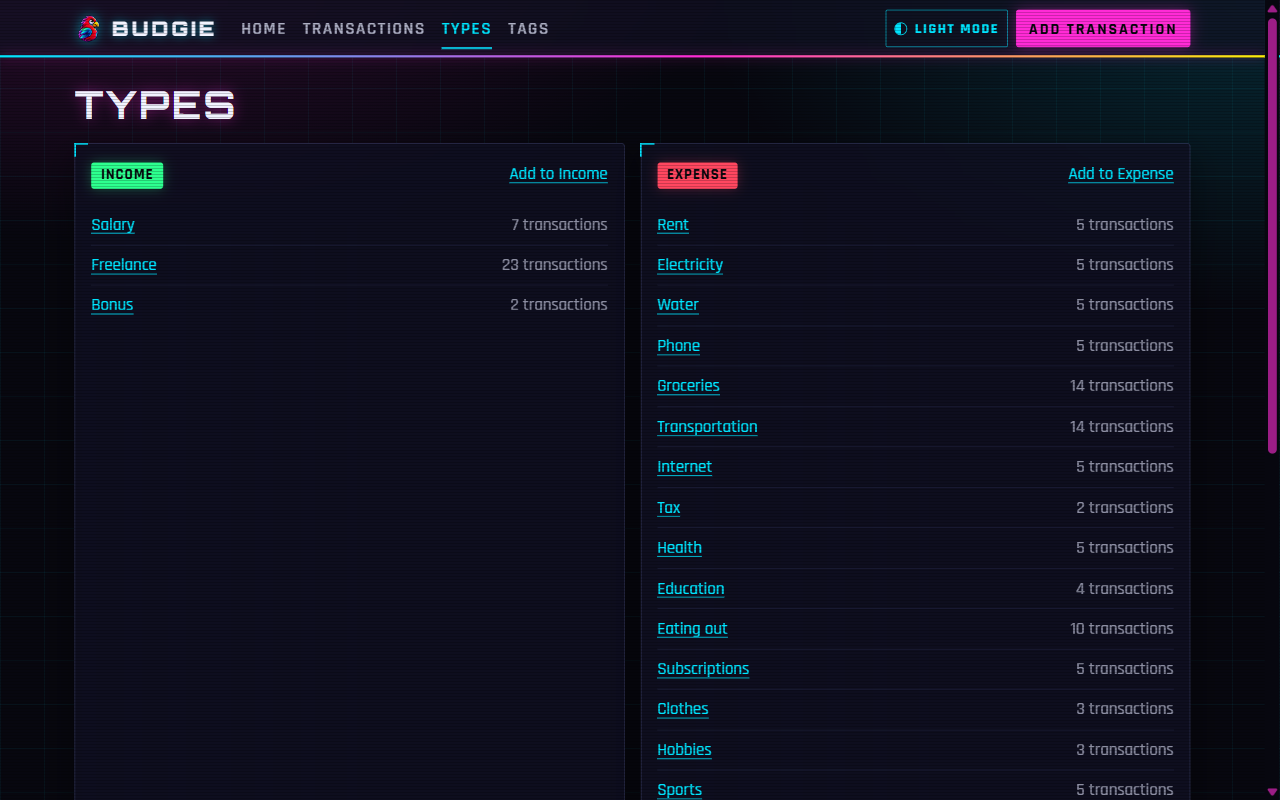 BUDGIE HOME TRANSACTIONS TYPES TAGS LIGHT MODE ADD TRANSACTION
TYPES
INCOME Add to Income
Salary 7 transactions
Freelance 23 transactions
Bonus 2 transactions
EXPENSE Add to Expense
Rent 5 transactions
Electricity 5 transactions
Water 5 transactions
Phone 5 transactions
Groceries 14 transactions
Transportation 14 transactions
Internet 5 transactions
Tax 2 transactions
Health 5 transactions
Education 4 transactions
Eating out 10 transactions
Subscriptions 5 transactions
Clothes 3 transactions
Hobbies 3 transactions
Sports 5 transactions